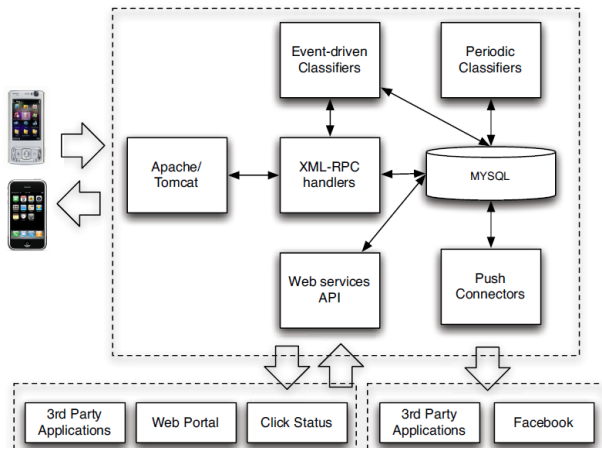 Event-driven
Classifiers
Periodic
Classifiers
Apache/
Tomcat
XML-RPC
handlers
MYSQL
Web services
API
Push
Connectors
3rd Party
Applications
Web Portal
Click Status
3rd Party
Applications
Facebook